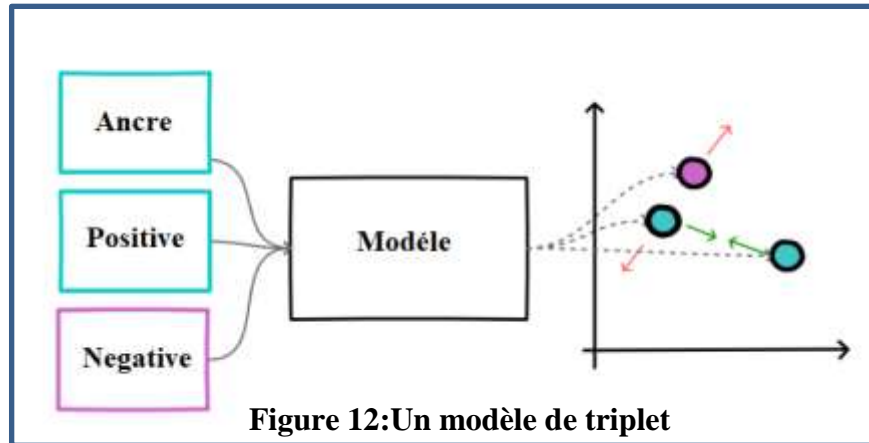 Ancre
Positive
Modéle
Negative
Figure 12:Un modèle de triplet